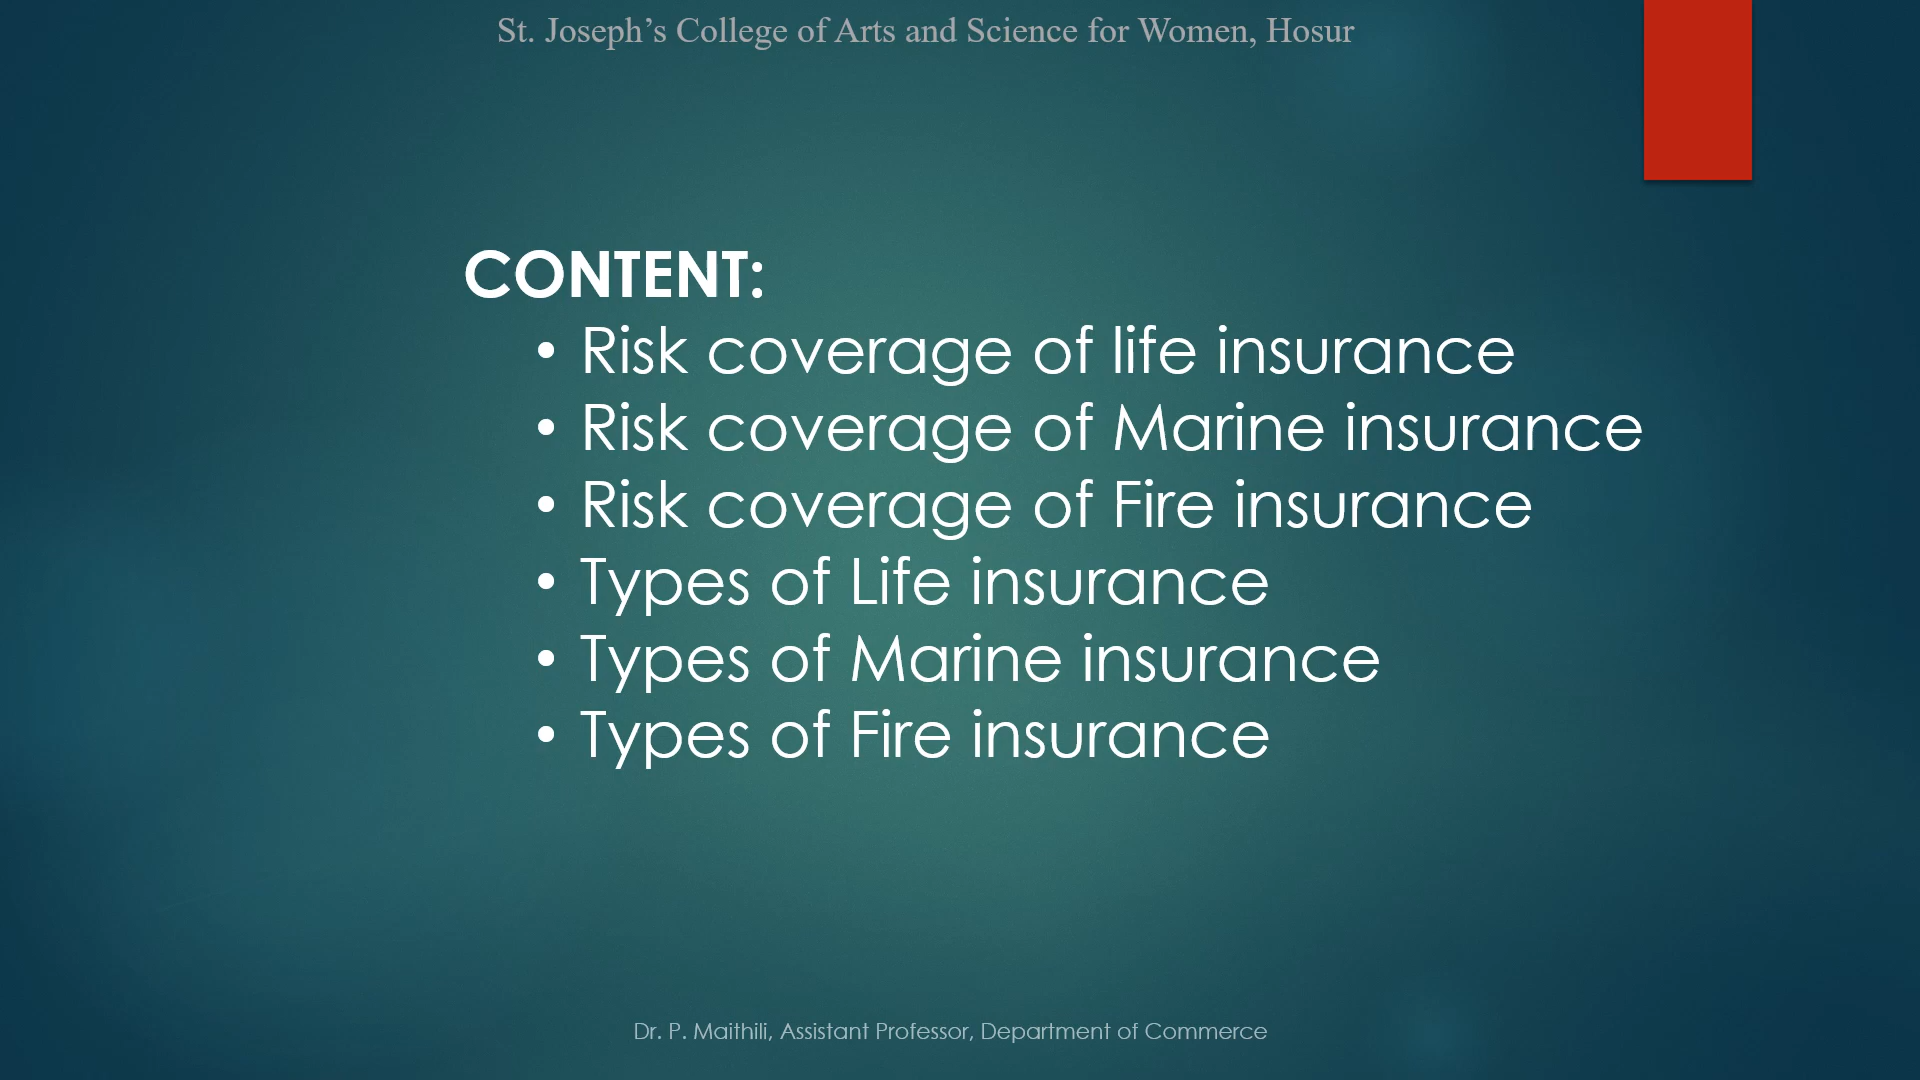 St. Joseph’s College of Arts and Science for Women, Hosur
CONTENT:
• Risk coverage of life insurance
• Risk coverage of Marine insurance
• Risk coverage of Fire insurance
• Types of Life insurance
• Types of Marine insurance
• Types of Fire insurance
Dr. P. Maithili, Assistant Professor, Department of Commerce